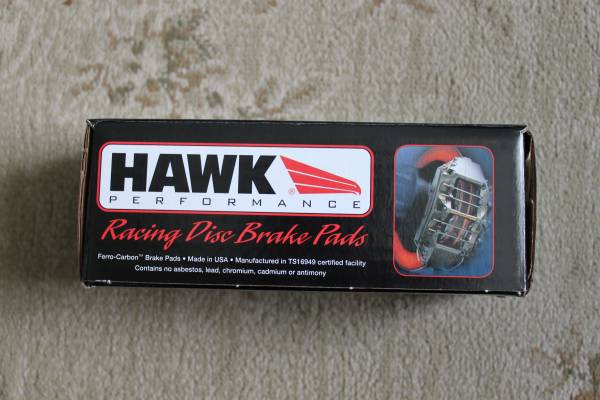 HAWK
®
PERFORMANCE
Racing Disc Brake Pads
Ferro-Carbon™ Brake Pads • Made in USA • Manufactured in TS16949 certified facility
Contains no asbestos, lead, chromium, cadmium or antimony